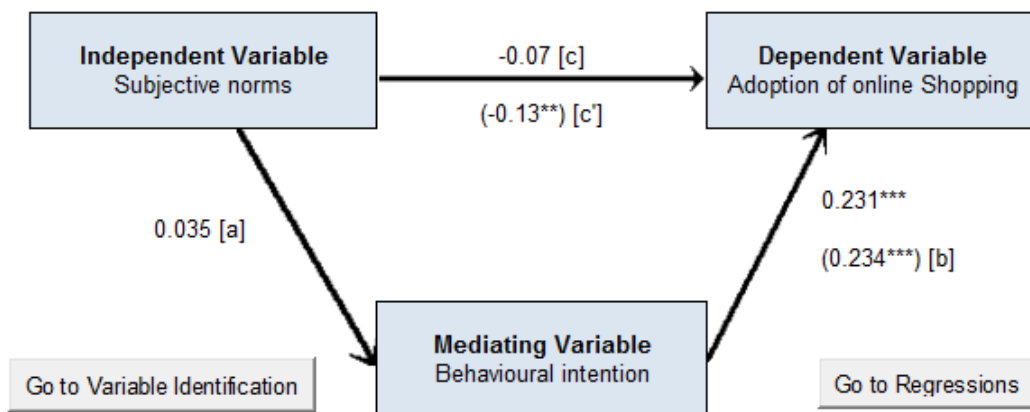 Independent Variable
Subjective norms
-0.07 [c]
(-0.13**) [c']
Dependent Variable
Adoption of online Shopping
0.035 [a]
0.231***
(0.234***) [b]
Mediating Variable
Behavioural intention
Go to Variable Identification
Go to Regressions